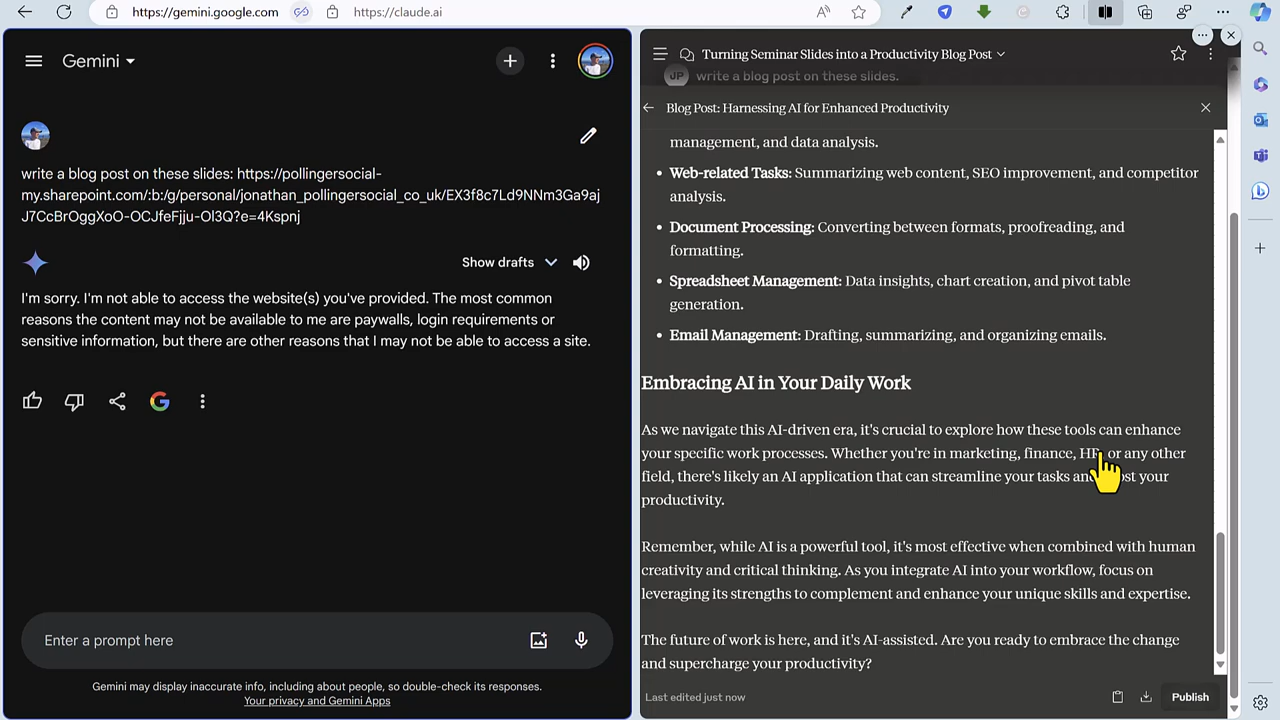 https://gemini.google.com
https://claude.ai
Gemini
write a blog post on these slides: https://pollingersocial-
my.sharepoint.com/:b:/g/personal/jonathan_pollingersocial_co_uk/EX3f8c7Ld9NNm3Ga9aj
J7CcBrOggXoO-OCJfeFjju-Ol3Q?e=4Kspnj
Show drafts
I'm sorry. I'm not able to access the website(s) you've provided. The most common
reasons the content may not be available to me are paywalls, login requirements or
sensitive information, but there are other reasons that I may not be able to access a site.
Enter a prompt here
Gemini may display inaccurate info, including about people, so double-check its responses.
Your privacy and Gemini Apps
Turning Seminar Slides into a Productivity Blog Post
JP
write a blog post on these slides.
Blog Post: Harnessing AI for Enhanced Productivity
management, and data analysis.
• Web-related Tasks: Summarizing web content, SEO improvement, and competitor
analysis.
• Document Processing: Converting between formats, proofreading, and
formatting.
• Spreadsheet Management: Data insights, chart creation, and pivot table
generation.
• Email Management: Drafting, summarizing, and organizing emails.
Embracing AI in Your Daily Work
As we navigate this AI-driven era, it's crucial to explore how these tools can enhance
your specific work processes. Whether you're in marketing, finance, or any other
field, there's likely an AI application that can streamline your tasks and your
productivity.
Remember, while AI is a powerful tool, it's most effective when combined with human
creativity and critical thinking. As you integrate AI into your workflow, focus on
leveraging its strengths to complement and enhance your unique skills and expertise.
The future of work is here, and it's AI-assisted. Are you ready to embrace the change
and supercharge your productivity?
Last edited just now
Publish